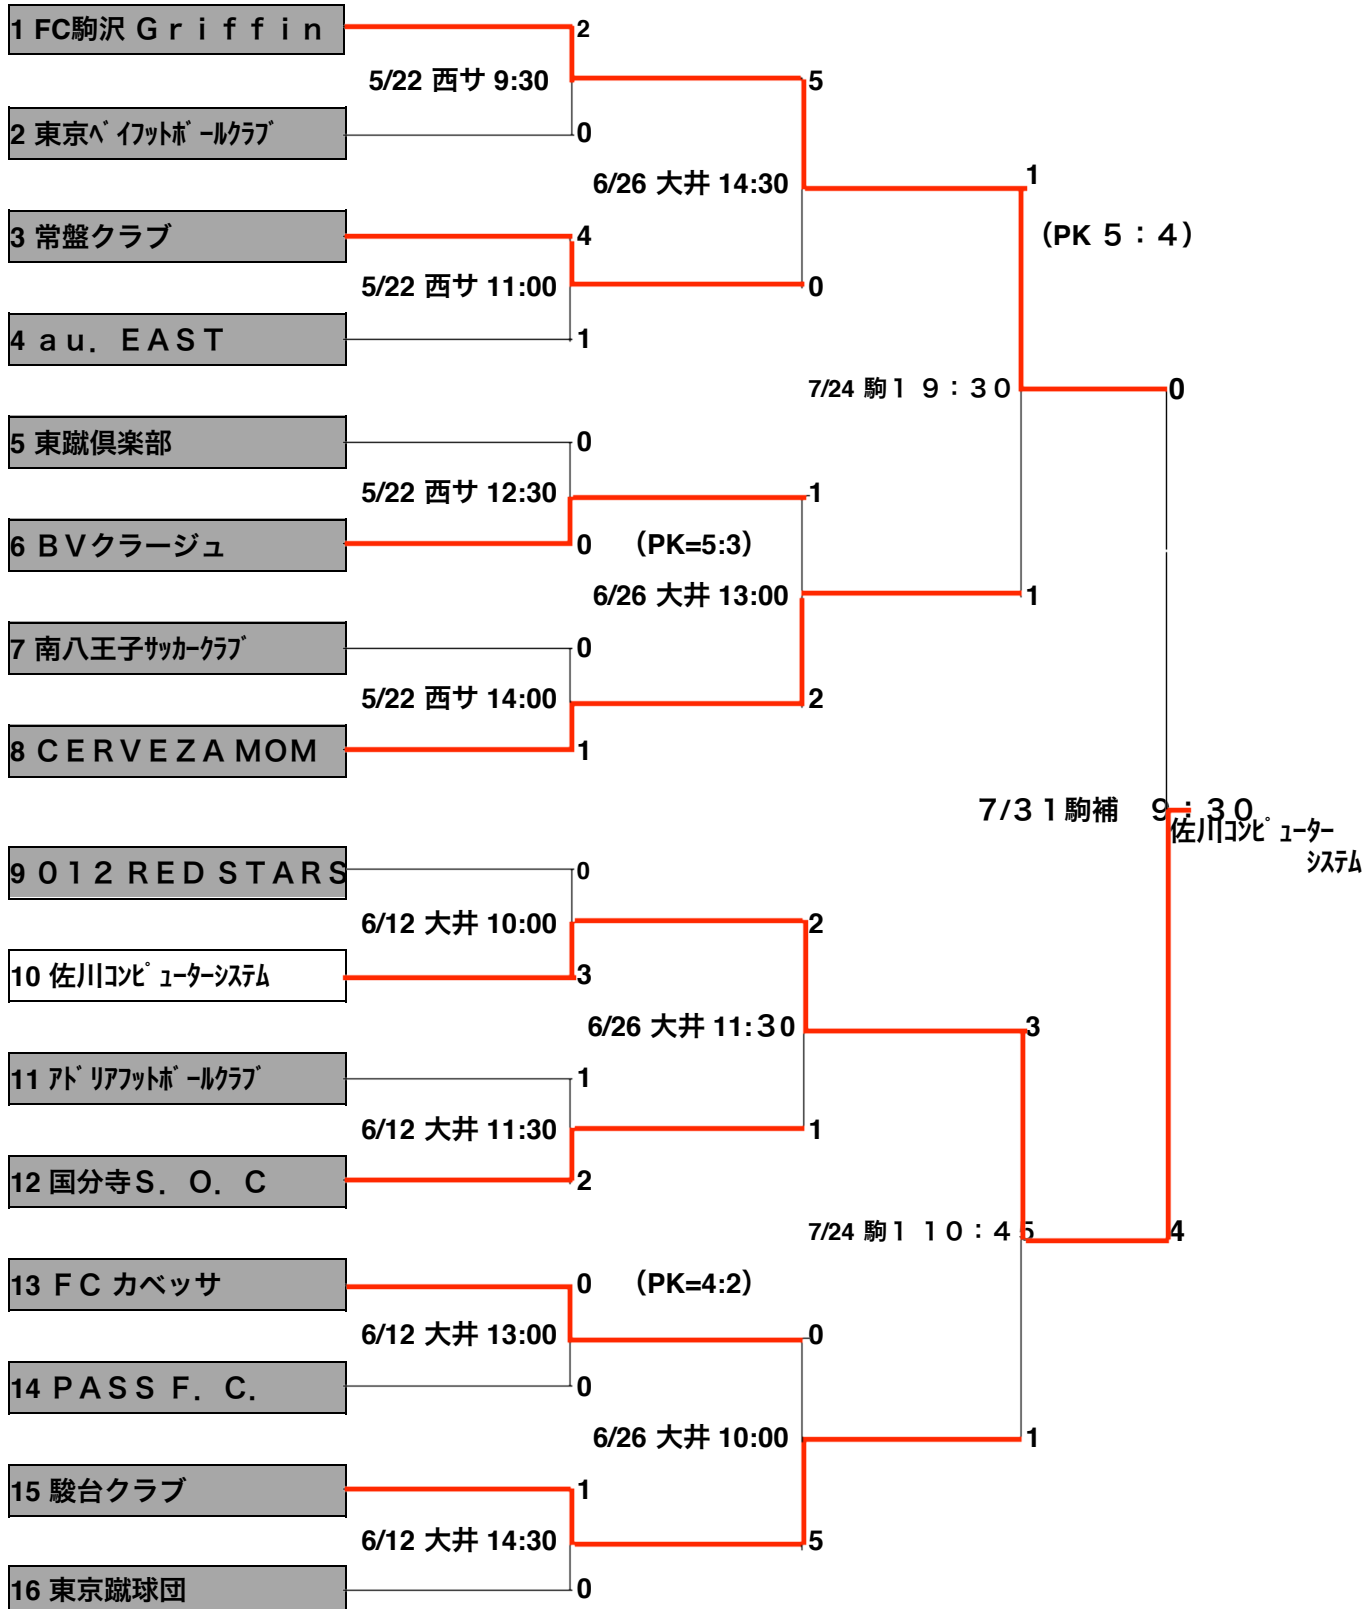 1 FC駒沢 Ｇｒｉｆｆｉｎ
2
5/22 西サ 9:30
5
2 東京ﾍﾞｲﾌｯﾄﾎﾞｰﾙｸﾗﾌﾞ
0
6/26 大井 14:30
1
3 常盤クラブ
4
（PK ５：４）
5/22 西サ 11:00
0
4 ａｕ．ＥＡＳＴ
1
7/24 駒１ ９：３０
0
5 東蹴倶楽部
0
5/22 西サ 12:30
1
6 ＢＶクラージュ
0 （PK=5:3）
6/26 大井 13:00
1
7 南八王子ｻｯｶｰｸﾗﾌﾞ
0
5/22 西サ 14:00
2
8 ＣＥＲＶＥＺＡ MOM
1
７/３１駒補　９：３０
佐川ｺﾝﾋﾟｭｰﾀｰ
ｼｽﾃﾑ
9 ０１２ ＲＥＤ ＳＴＡＲＳ
0
6/12 大井 10:00
2
10 佐川ｺﾝﾋﾟｭｰﾀｰｼｽﾃﾑ
3
6/26 大井 11:３0
3
11 ｱﾄﾞﾘｱﾌｯﾄﾎﾞｰﾙｸﾗﾌﾞ
1
6/12 大井 11:30
1
12 国分寺Ｓ．Ｏ．Ｃ
2
7/24 駒１ １０：４５
4
13 ＦＣ カベッサ
0 （PK=4:2）
6/12 大井 13:00
0
14 ＰＡＳＳ Ｆ．Ｃ．
0
6/26 大井 10:00
1
15 駿台クラブ
1
6/12 大井 14:30
5
16 東京蹴球団
0